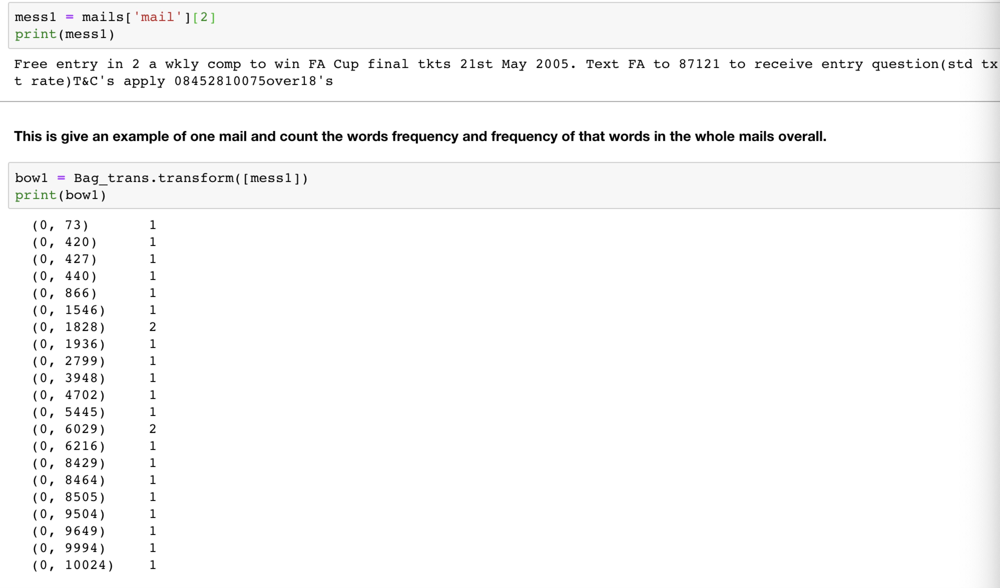 mess1 = mails['mail'][2]
print(mess1)
Free entry in 2 a wkly comp to win FA Cup final tkts 21st May 2005. Text FA to 87121 to receive entry question(std tx
t rate)T&C's apply 08452810075over18's
This is give an example of one mail and count the words frequency and frequency of that words in the whole mails overall.
bow1 = Bag_trans.transform([mess1])
print(bow1)
(0, 73) 1
(0, 420) 1
(0, 427) 1
(0, 440) 1
(0, 866) 1
(0, 1546) 1
(0, 1828) 2
(0, 1936) 1
(0, 2799) 1
(0, 3948) 1
(0, 4702) 1
(0, 5445) 1
(0, 6029) 2
(0, 6216) 1
(0, 8429) 1
(0, 8464) 1
(0, 8505) 1
(0, 9504) 1
(0, 9649) 1
(0, 9994) 1
(0, 10024) 1